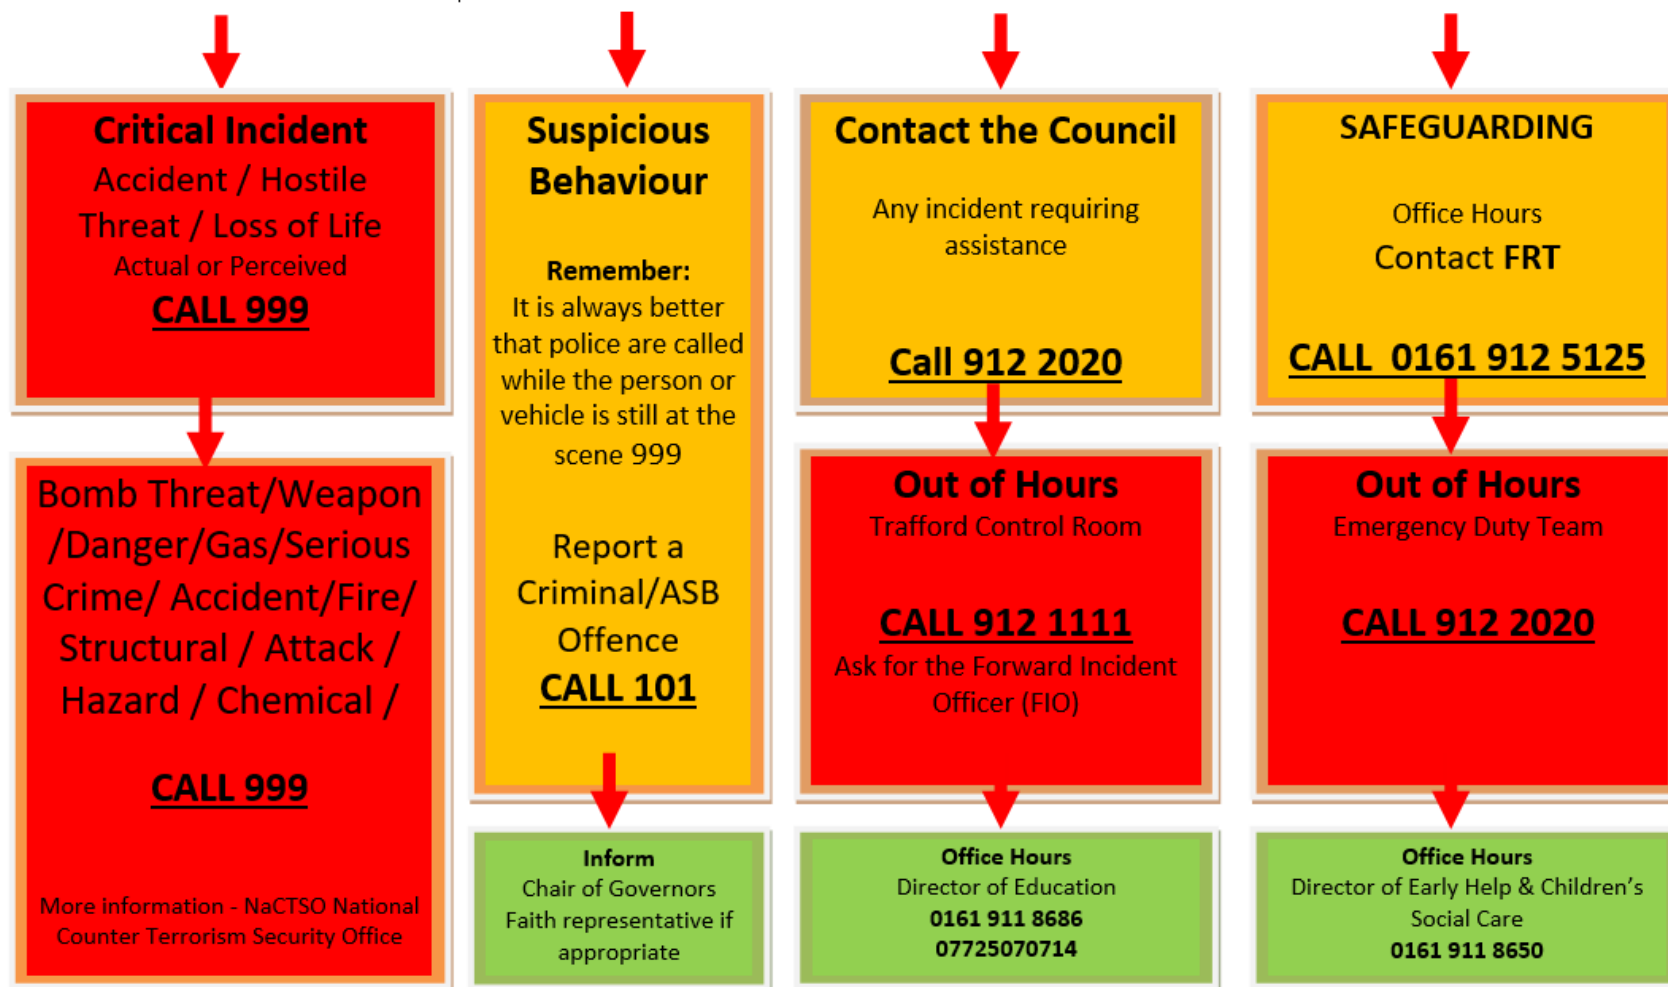 Critical Incident
Accident / Hostile
Threat / Loss of Life
Actual or Perceived
CALL 999
Bomb Threat/Weapon
/Danger/Gas/Serious
Crime/ Accident/Fire/
Structural / Attack /
Hazard / Chemical /
CALL 999
More information - NaCTSO National
Counter Terrorism Security Office
Suspicious
Behaviour
Remember:
It is always better
that police are called
while the person or
vehicle is still at the
scene 999
Report a
Criminal/ASB
Offence
CALL 101
Inform
Chair of Governors
Faith representative if
appropriate
Contact the Council
Any incident requiring
assistance
Call 912 2020
Out of Hours
Trafford Control Room
CALL 912 1111
Ask for the Forward Incident
Officer (FIO)
Office Hours
Director of Education
0161 911 8686
07725070714
SAFEGUARDING
Office Hours
Contact FRT
CALL  0161 912 5125
Out of Hours
Emergency Duty Team
CALL 912 2020
Office Hours
Director of Early Help & Children’s
Social Care
0161 911 8650